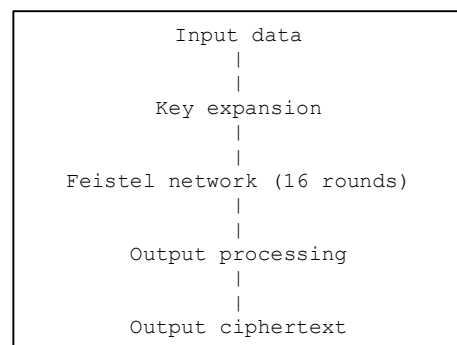 Input data
|
|
Key expansion
|
|
Feistel network (16 rounds)
|
|
Output processing
|
|
Output ciphertext